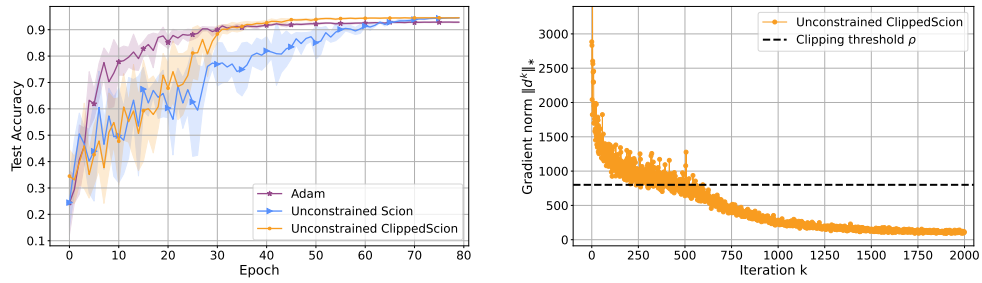 Test Accuracy
0.9
0.8
0.7
0.6
0.5
0.4
0.3
0.2
0.1
0 10 20 30 40 50 60 70 80
Epoch
Adam
Unconstrained Scion
Unconstrained ClippedScion
Gradient norm ‖d^k‖_*
3000
2500
2000
1500
1000
500
0
0 250 500 750 1000 1250 1500 1750 2000
Iteration k
Unconstrained ClippedScion
Clipping threshold ρ